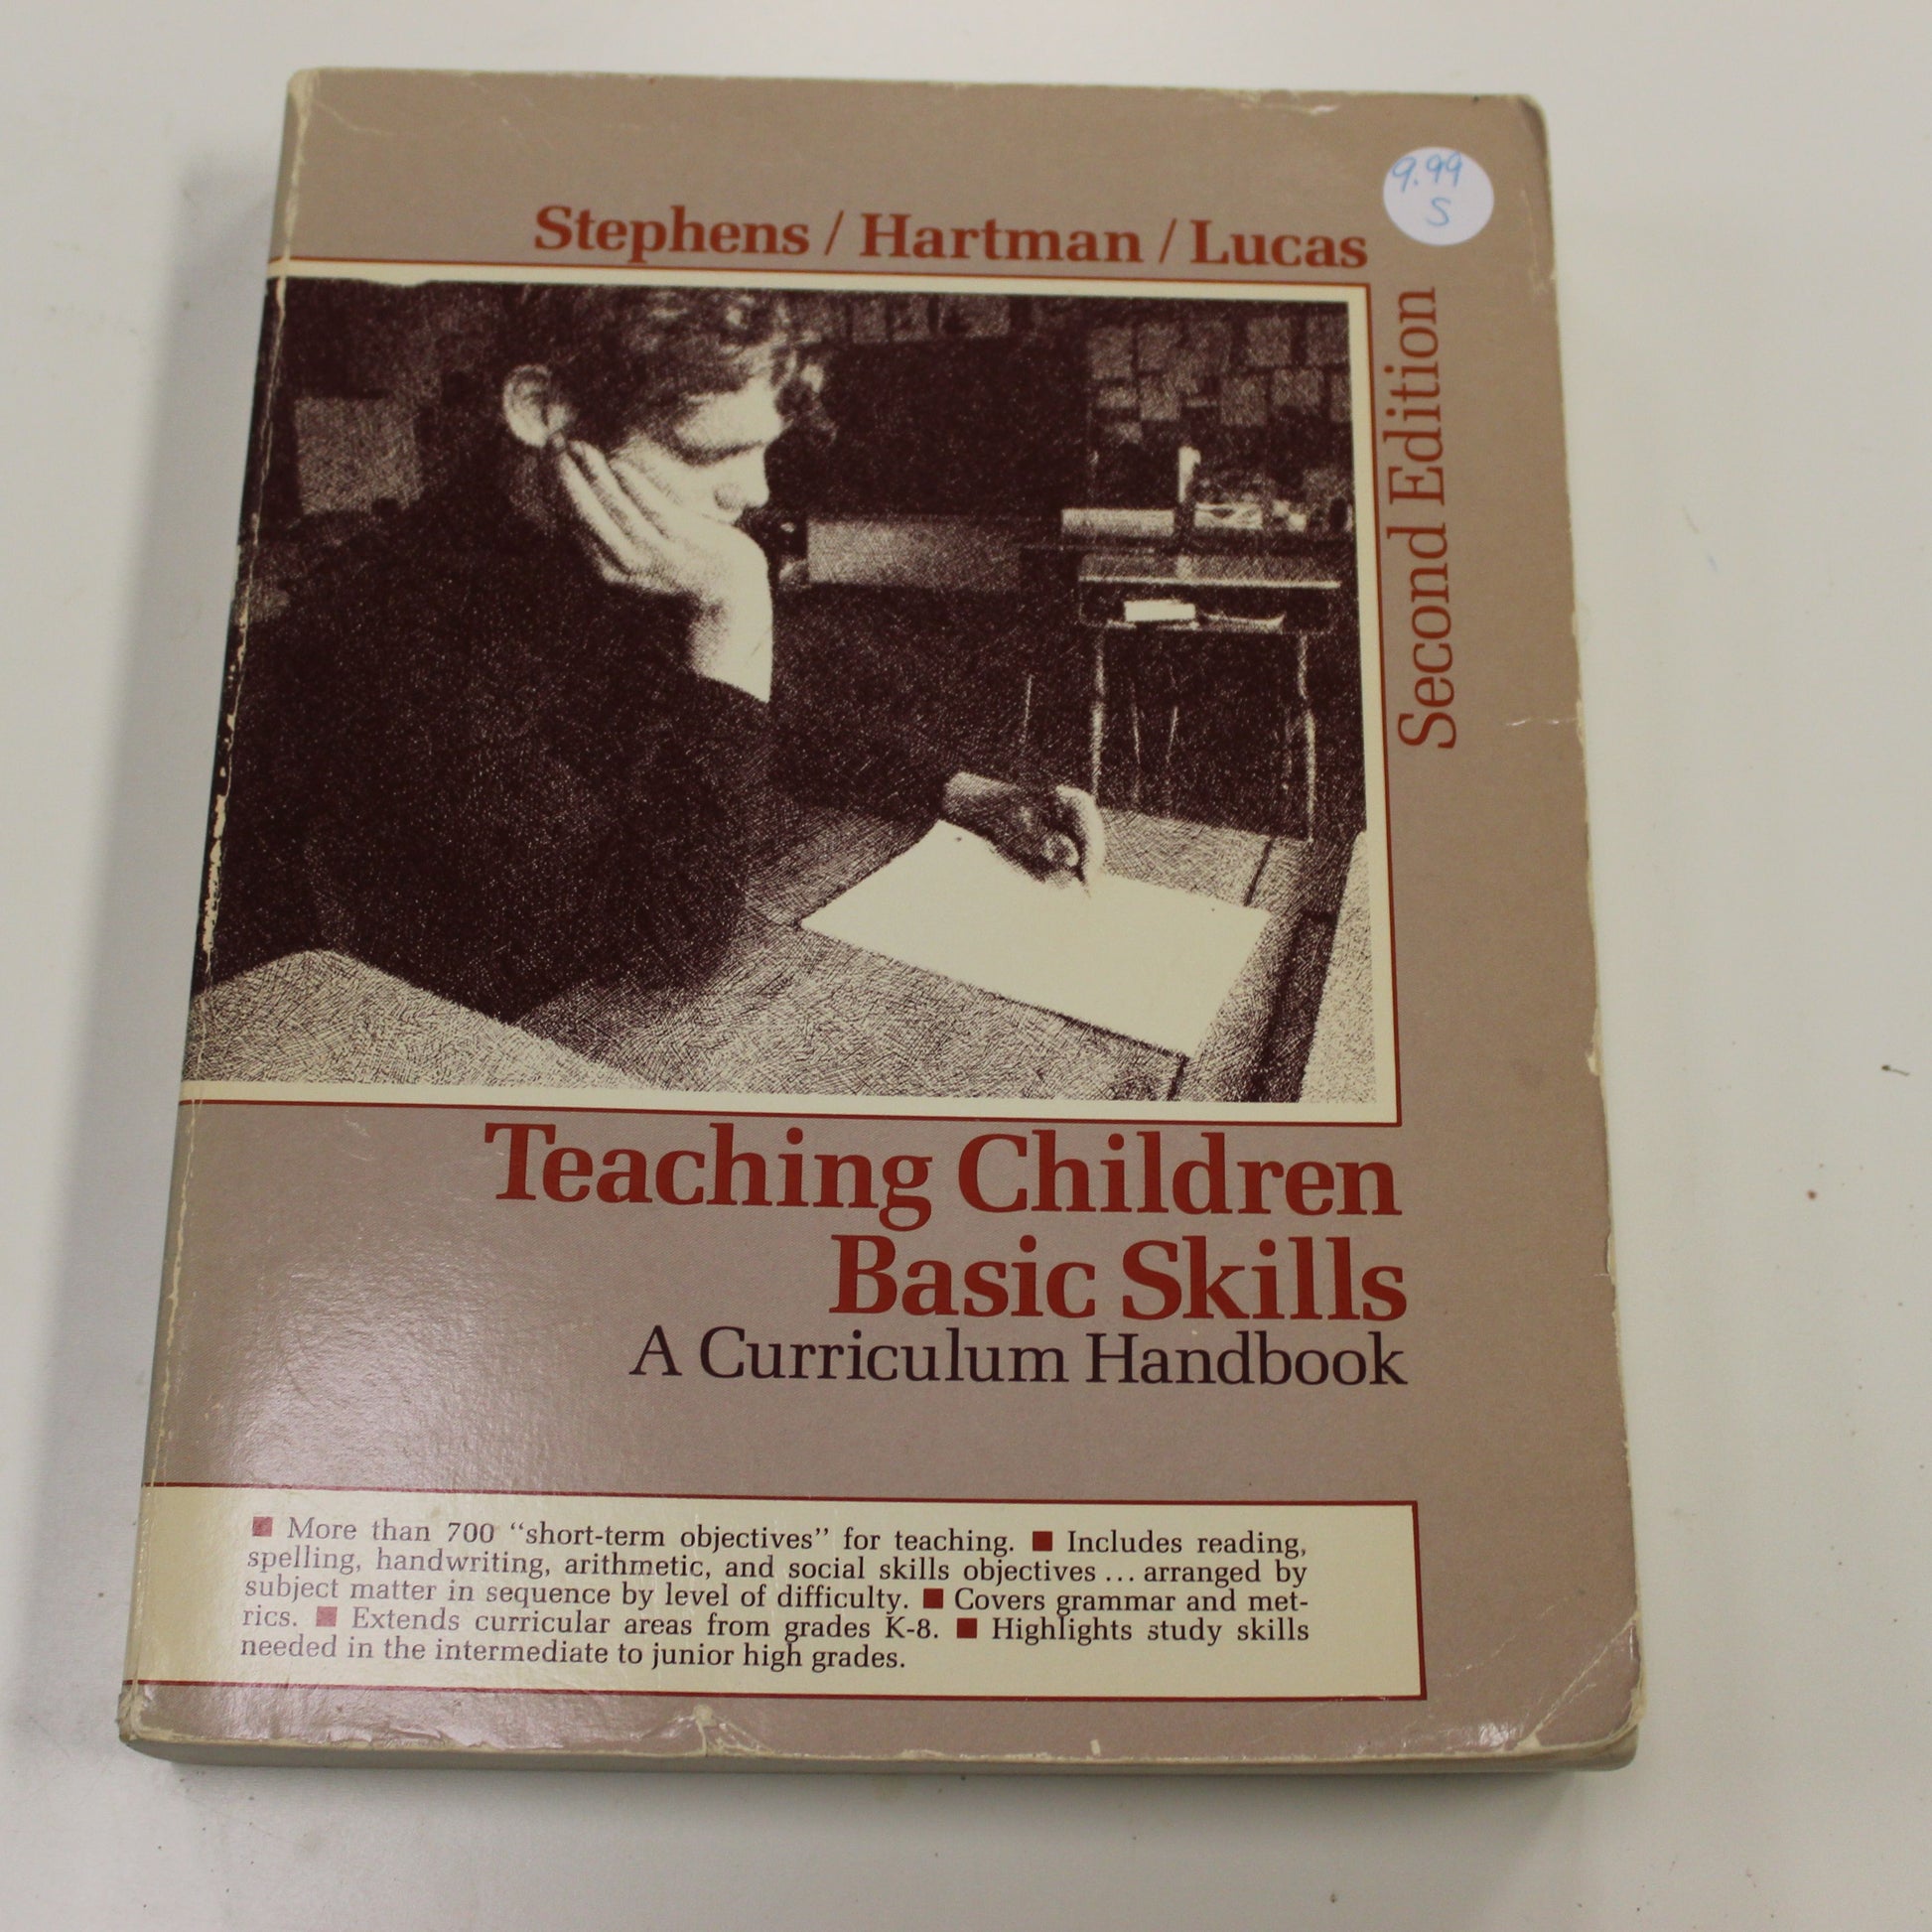 9.99
S
Stephens / Hartman / Lucas
Second Edition
Teaching Children
Basic Skills
A Curriculum Handbook
■ More than 700 “short-term objectives” for teaching. ■ Includes reading,
spelling, handwriting, arithmetic, and social skills objectives ... arranged by
subject matter in sequence by level of difficulty. ■ Covers grammar and met-
rics. ■ Extends curricular areas from grades K-8. ■ Highlights study skills
needed in the intermediate to junior high grades.